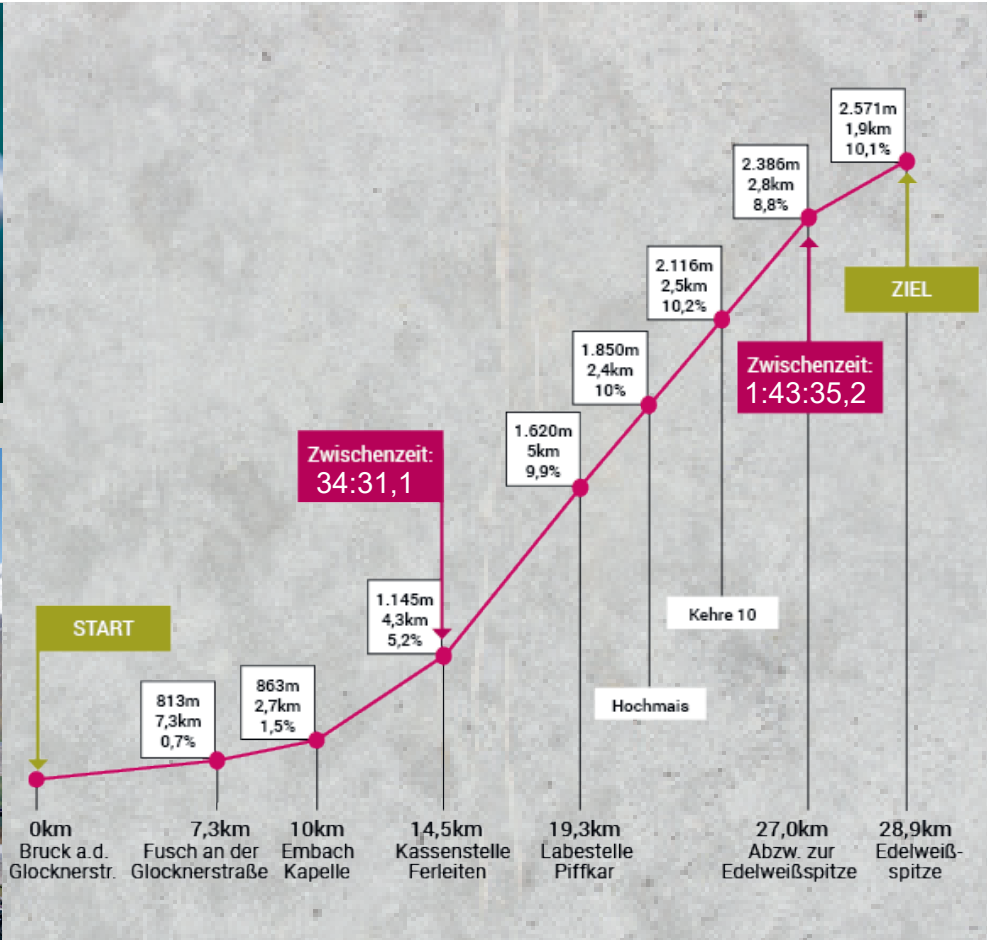 2.571m
1,9km
10,1%
2.386m
2,8km
8,8%
ZIEL
2.116m
2,5km
10,2%
1.850m
2,4km
10%
Zwischenzeit:
1:43:35,2
1.620m
5km
9,9%
Zwischenzeit:
34:31,1
1.145m
4,3km
5,2%
Kehre 10
START
813m
7,3km
0,7%
863m
2,7km
1,5%
Hochmais
0km
Bruck a.d.
Glocknerstr.
7,3km
Fusch an der
Glocknerstraße
10km
Embach
Kapelle
14,5km
Kassenstelle
Ferleiten
19,3km
Labestelle
Piffkar
27,0km
Abzw. zur
Edelweißspitze
28,9km
Edelweiß-
spitze